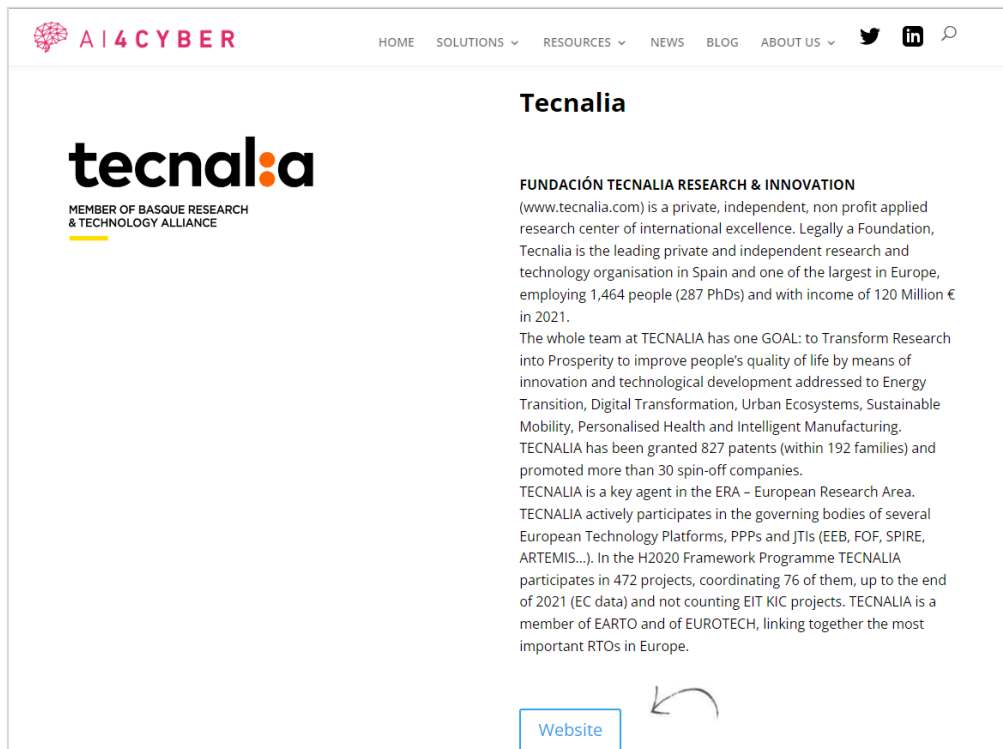 AI4CYBER
HOME SOLUTIONS RESOURCES NEWS BLOG ABOUT US
tecnal:a
MEMBER OF BASQUE RESEARCH
& TECHNOLOGY ALLIANCE
Tecnalia
FUNDACIÓN TECNALIA RESEARCH & INNOVATION
(www.tecnalia.com) is a private, independent, non profit applied
research center of international excellence. Legally a Foundation,
Tecnalia is the leading private and independent research and
technology organisation in Spain and one of the largest in Europe,
employing 1,464 people (287 PhDs) and with income of 120 Million €
in 2021.
The whole team at TECNALIA has one GOAL: to Transform Research
into Prosperity to improve people’s quality of life by means of
innovation and technological development addressed to Energy
Transition, Digital Transformation, Urban Ecosystems, Sustainable
Mobility, Personalised Health and Intelligent Manufacturing.
TECNALIA has been granted 827 patents (within 192 families) and
promoted more than 30 spin-off companies.
TECNALIA is a key agent in the ERA – European Research Area.
TECNALIA actively participates in the governing bodies of several
European Technology Platforms, PPPs and JTIs (EEB, FOF, SPIRE,
ARTEMIS…). In the H2020 Framework Programme TECNALIA
participates in 472 projects, coordinating 76 of them, up to the end
of 2021 (EC data) and not counting EIT KIC projects. TECNALIA is a
member of EARTO and of EUROTECH, linking together the most
important RTOs in Europe.
Website